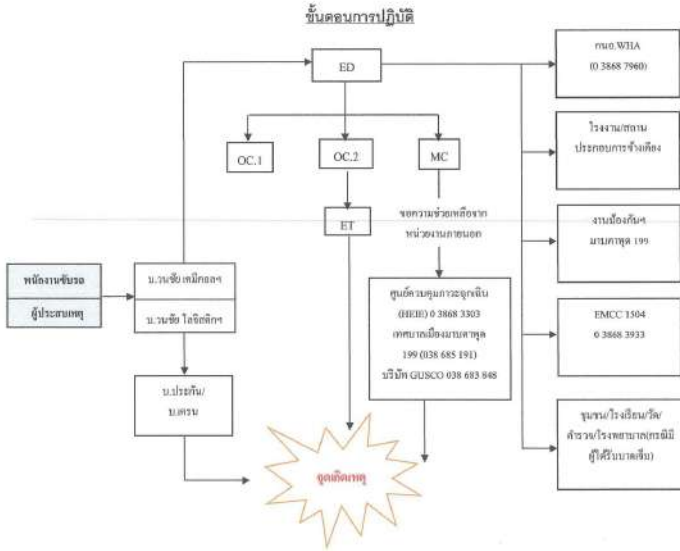 ขั้นตอนการปฏิบัติ
ED
กนอ.WHA
(0 3868 7960)
OC.1
OC.2
MC
โรงงาน/สถาน
ประกอบการข้างเคียง
ET
ขอความช่วยเหลือจาก
หน่วยงานภายนอก
งานป้องกันฯ
มาบตาพุด 199
พนักงานขับรถ
ผู้ประสบเหตุ
บ.วนชัย เคมีคอลฯ
บ.วนชัย โลจิสติกฯ
ศูนย์ควบคุมภาวะฉุกเฉิน
(HEIE) 0 3868 3303
เทศบาลเมืองมาบตาพุด
199 (038 685 191)
บริษัท GUSCO 038 683 848
EMCC 1504
0 3868 3933
บ.ประกัน/
บ.เครน
ชุมชน/โรงเรียน/วัด/
ตำรวจ/โรงพยาบาล(กรณีมี
ผู้ได้รับบาดเจ็บ)
จุดเกิดเหตุ